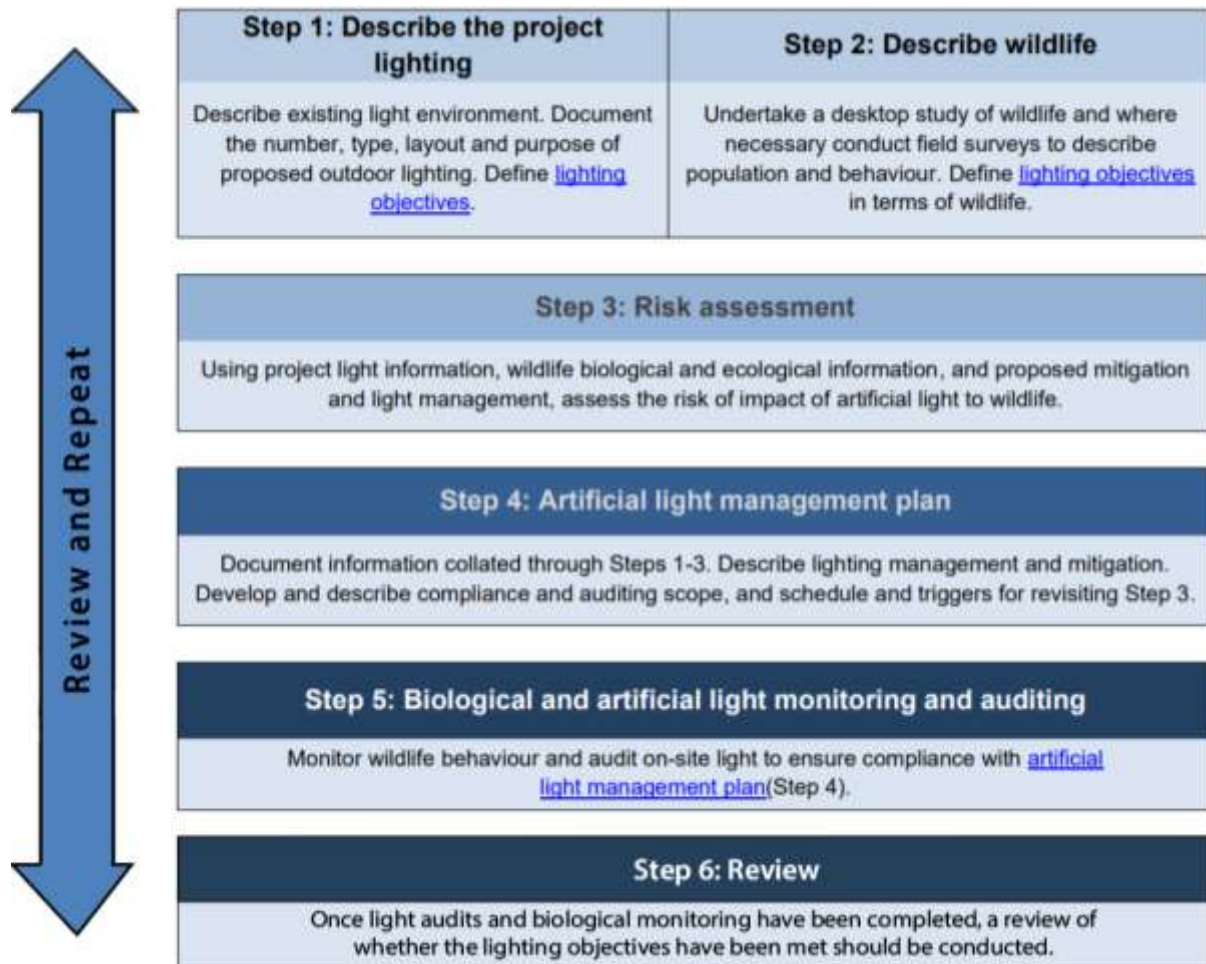 Review and Repeat
Step 1: Describe the project
lighting
Describe existing light environment. Document
the number, type, layout and purpose of
proposed outdoor lighting. Define lighting
objectives.
Step 2: Describe wildlife
Undertake a desktop study of wildlife and where
necessary conduct field surveys to describe
population and behaviour. Define lighting objectives
in terms of wildlife.
Step 3: Risk assessment
Using project light information, wildlife biological and ecological information, and proposed mitigation
and light management, assess the risk of impact of artificial light to wildlife.
Step 4: Artificial light management plan
Document information collated through Steps 1-3. Describe lighting management and mitigation.
Develop and describe compliance and auditing scope, and schedule and triggers for revisiting Step 3.
Step 5: Biological and artificial light monitoring and auditing
Monitor wildlife behaviour and audit on-site light to ensure compliance with artificial
light management plan(Step 4).
Step 6: Review
Once light audits and biological monitoring have been completed, a review of
whether the lighting objectives have been met should be conducted.